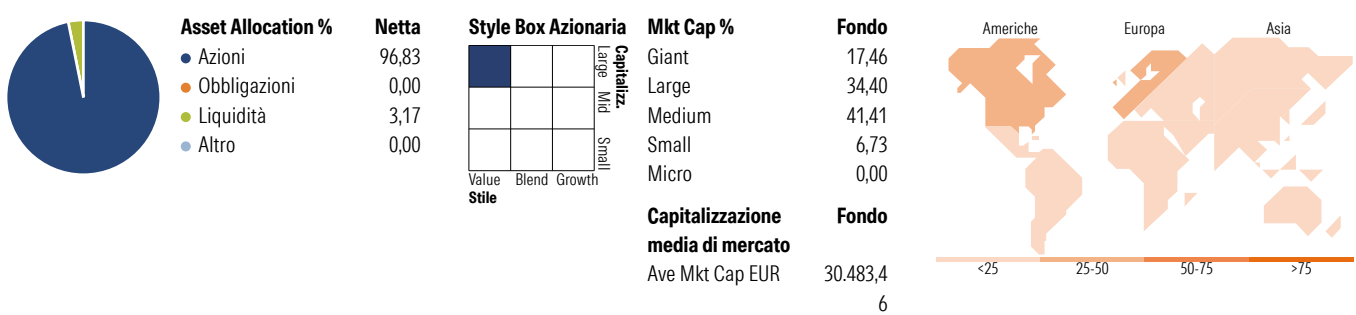 Asset Allocation % Netta
Azioni 96,83
Obbligazioni 0,00
Liquidità 3,17
Altro 0,00
Style Box Azionaria
Capitalizz.
Large Mid Small
Value Blend Growth
Stile
Mkt Cap % Fondo
Giant 17,46
Large 34,40
Medium 41,41
Small 6,73
Micro 0,00
Capitalizzazione Fondo
media di mercato
Ave Mkt Cap EUR 30.483,4
6
Americhe Europa Asia
<25 25-50 50-75 >75